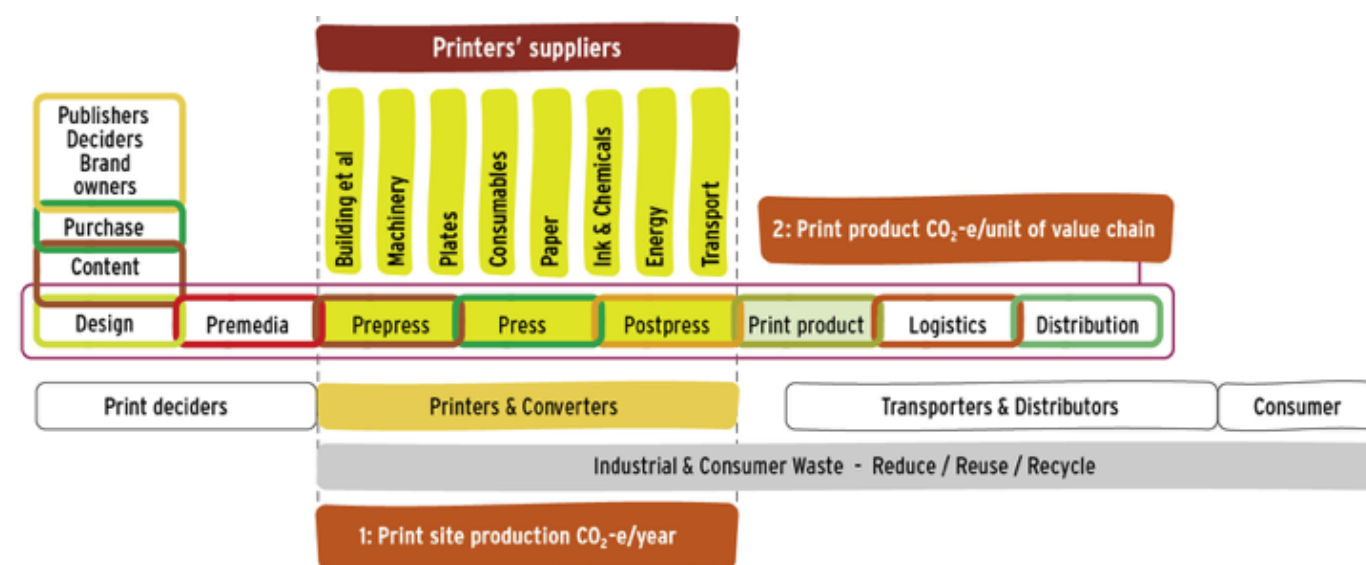 Printers' suppliers
Publishers
Deciders
Brand
owners
Purchase
Content
Building et al
Machinery
Plates
Consumables
Paper
Ink & Chemicals
Energy
Transport
2: Print product CO₂-e/unit of value chain
Design
Premedia
Prepress
Press
Postpress
Print product
Logistics
Distribution
Print deciders
Printers & Converters
Transporters & Distributors
Consumer
Industrial & Consumer Waste - Reduce / Reuse / Recycle
1: Print site production CO₂-e/year